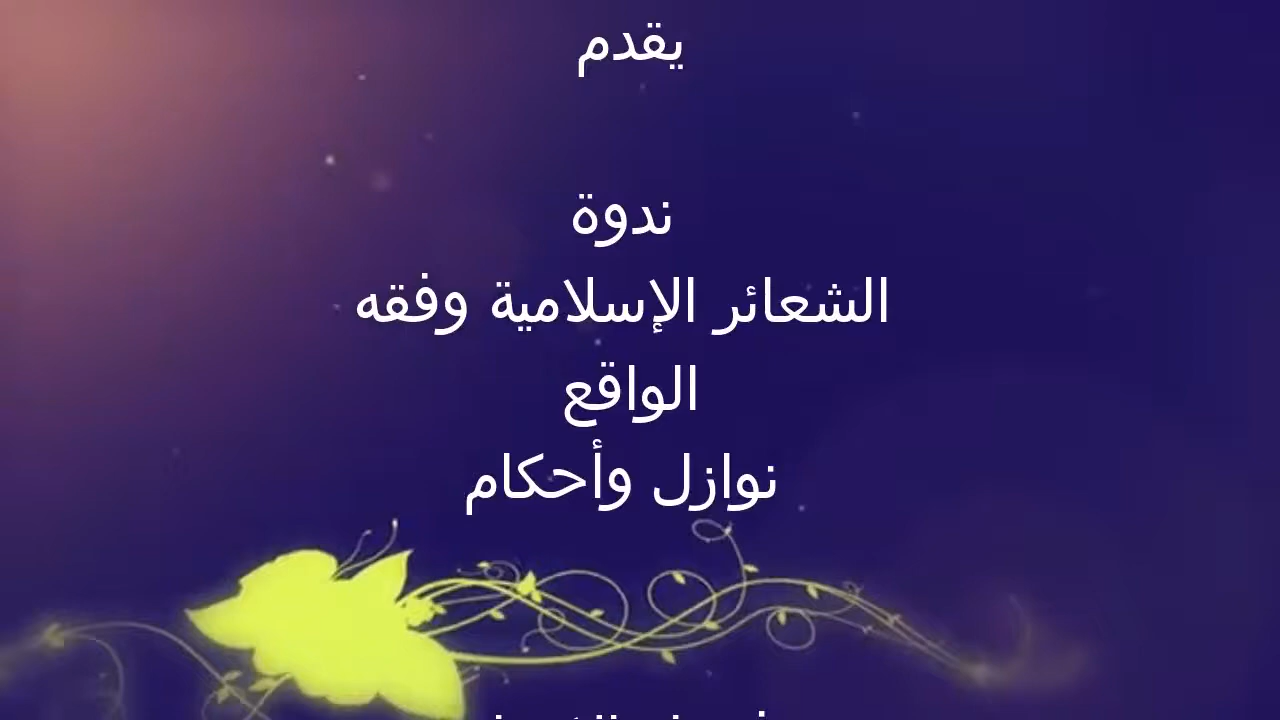 يقدم
ندوة
الشعائر الإسلامية وفقه
الواقع
نوازل وأحكام